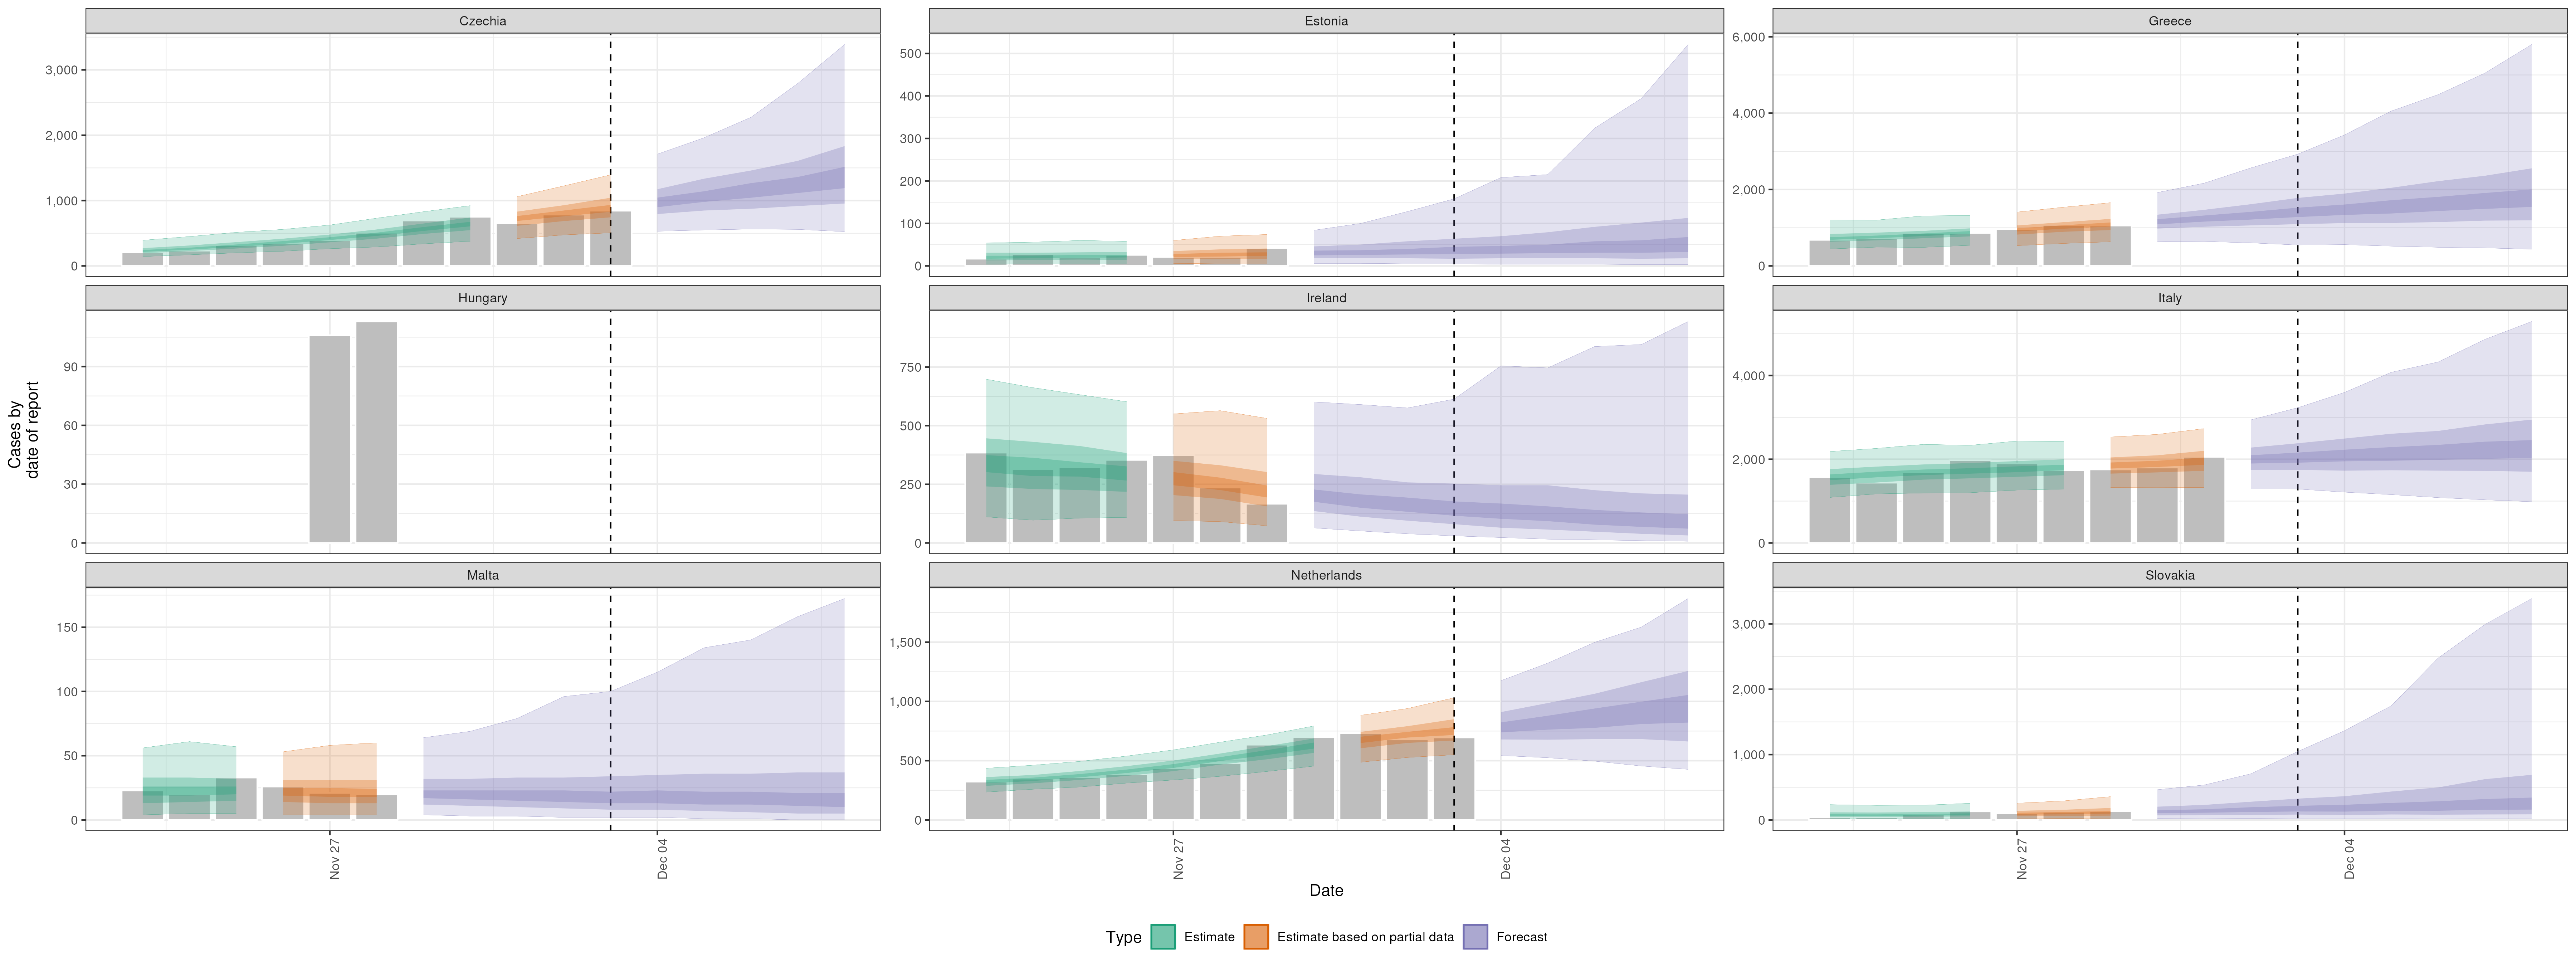 Czechia
Estonia
Greece
3,000
2,000
1,000
0
500
400
300
200
100
0
6,000
4,000
2,000
0
Hungary
Ireland
Italy
90
60
30
0
750
500
250
0
4,000
2,000
0
Malta
Netherlands
Slovakia
150
100
50
0
1,500
1,000
500
0
3,000
2,000
1,000
0
Cases by
date of report
Nov 27
Dec 04
Nov 27
Dec 04
Nov 27
Dec 04
Date
Type Estimate Estimate based on partial data Forecast